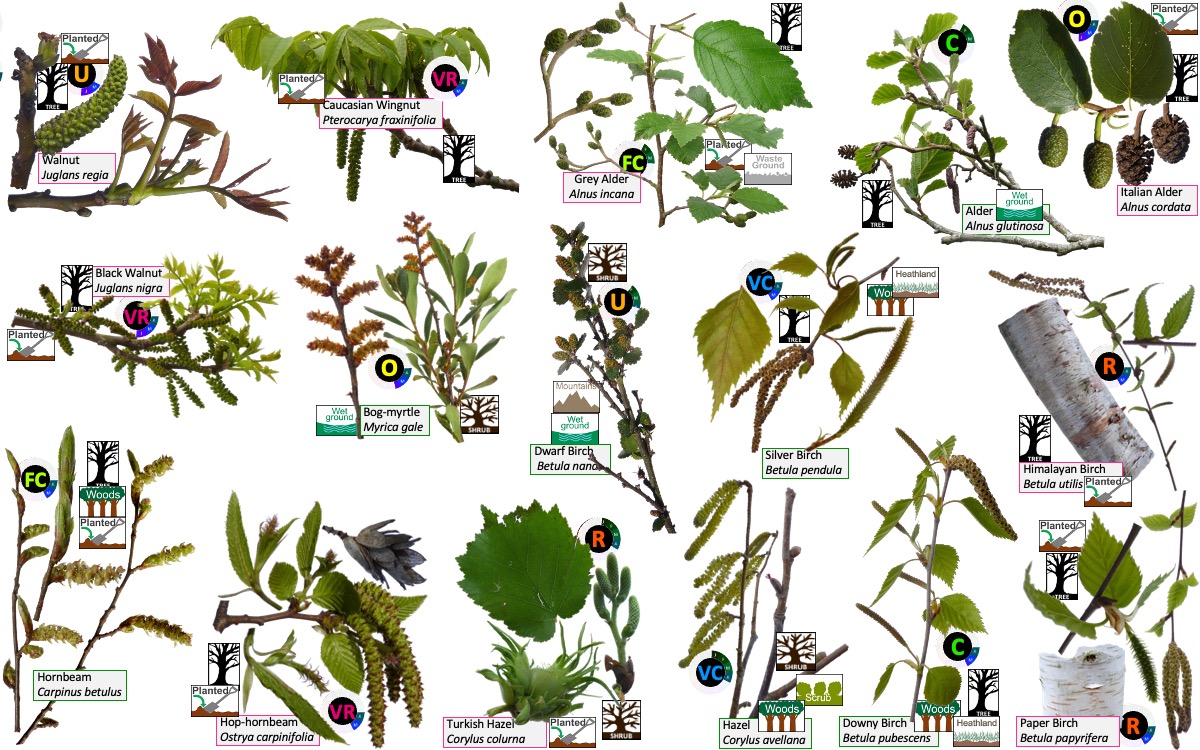 Planted
TREE
U
Walnut
Juglans regia
Planted
VR
Caucasian Wingnut
Pterocarya fraxinifolia
TREE
TREE
Planted
Waste
Ground
FC
Grey Alder
Alnus incana
C
TREE
Wet
ground
Alder
Alnus glutinosa
O
Planted
TREE
Italian Alder
Alnus cordata
TREE
Black Walnut
Juglans nigra
VR
Planted
O
Wet
ground
Bog-myrtle
Myrica gale
SHRUB
SHRUB
U
Mountains
Wet
ground
Dwarf Birch
Betula nana
VC
Heathland
TREE
Silver Birch
Betula pendula
R
TREE
Himalayan Birch
Betula utilis
Planted
FC
TREE
Woods
Planted
Hornbeam
Carpinus betulus
TREE
Planted
Hop-hornbeam
Ostrya carpinifolia
VR
R
Turkish Hazel
Corylus colurna
Planted
SHRUB
VC
SHRUB
Scrub
Woods
Hazel
Corylus avellana
C
TREE
Woods
Heathland
Downy Birch
Betula pubescens
Planted
TREE
Paper Birch
Betula papyrifera
R